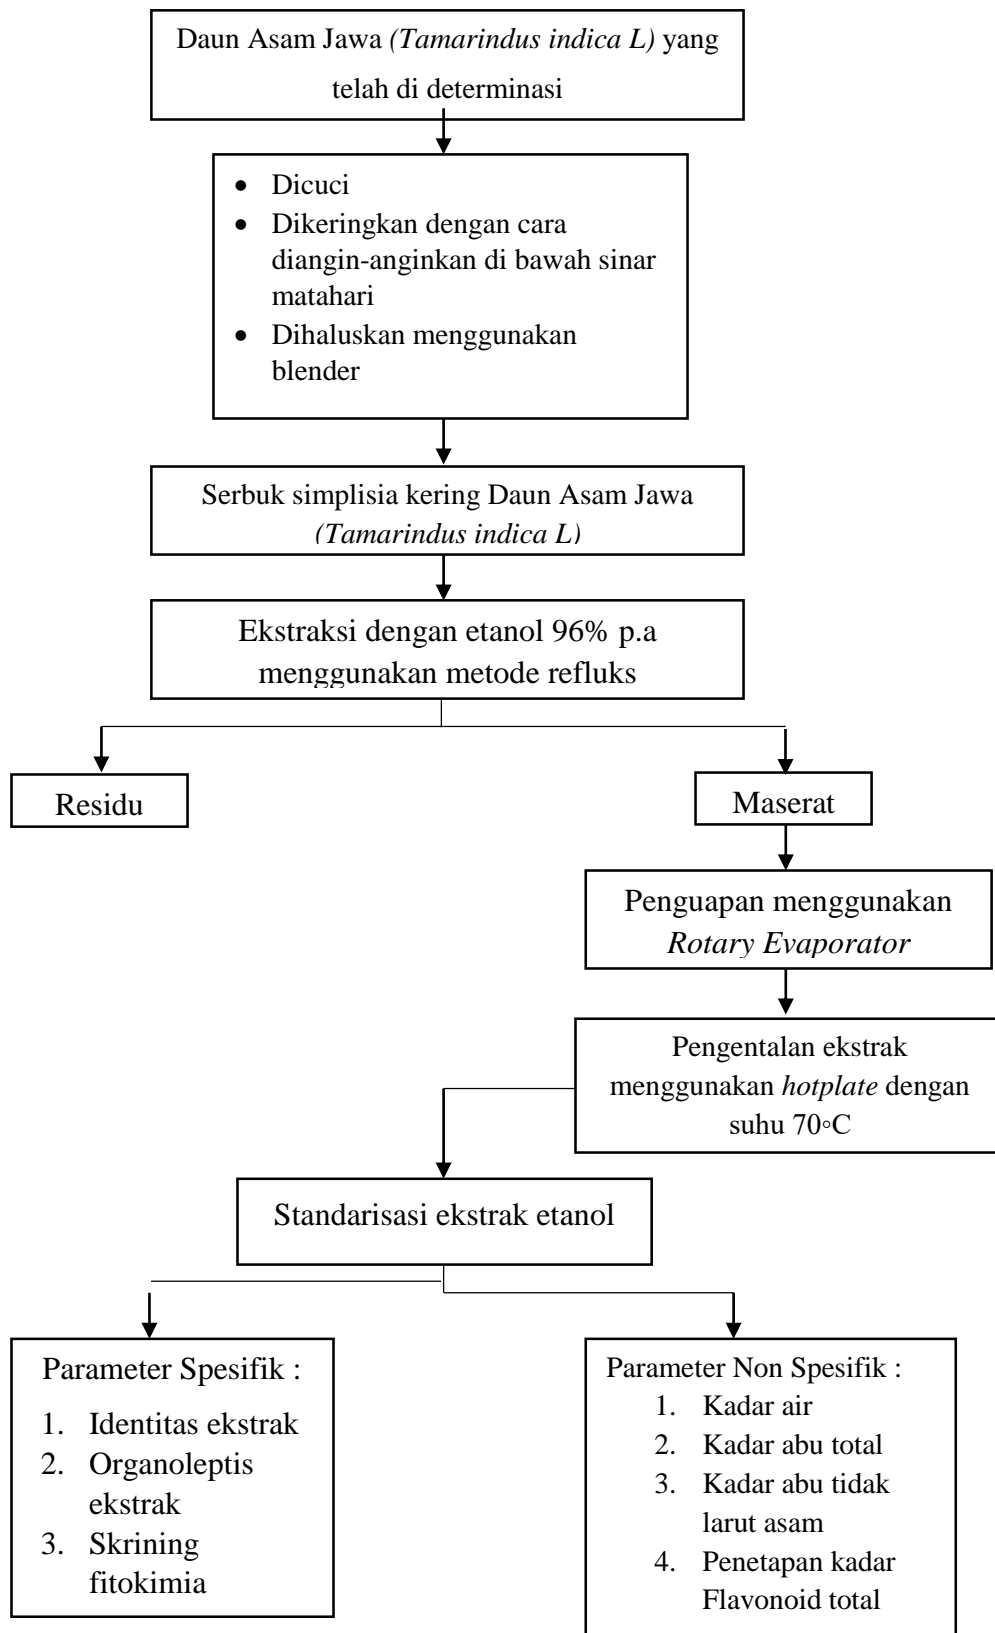 Daun Asam Jawa (Tamarindus indica L) yang
telah di determinasi
• Dicuci
• Dikeringkan dengan cara
diangin-anginkan di bawah sinar
matahari
• Dihaluskan menggunakan
blender
Serbuk simplisia kering Daun Asam Jawa
(Tamarindus indica L)
Ekstraksi dengan etanol 96% p.a
menggunakan metode refluks
Residu
Maserat
Penguapan menggunakan
Rotary Evaporator
Pengentalan ekstrak
menggunakan hotplate dengan
suhu 70◦C
Standarisasi ekstrak etanol
Parameter Spesifik :
1. Identitas ekstrak
2. Organoleptis
ekstrak
3. Skrining
fitokimia
Parameter Non Spesifik :
1. Kadar air
2. Kadar abu total
3. Kadar abu tidak
larut asam
4. Penetapan kadar
Flavonoid total